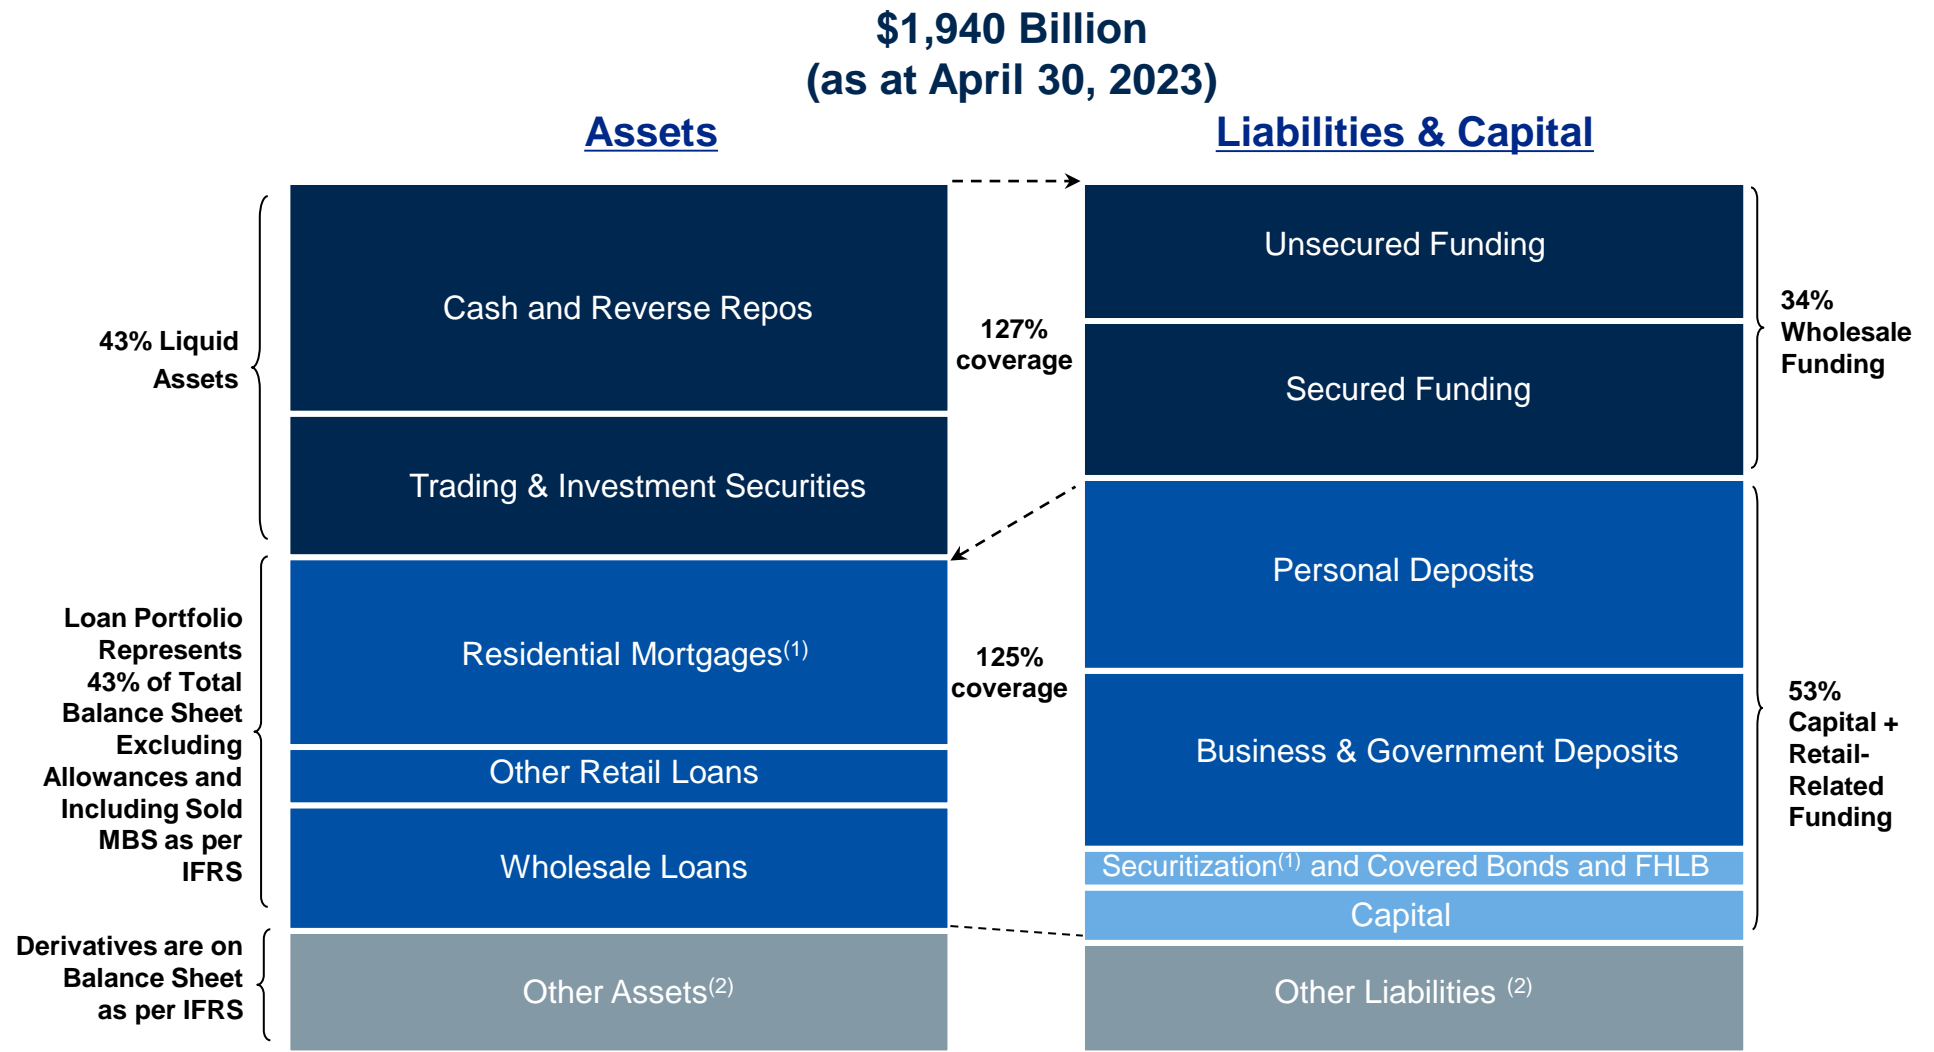 $1,940 Billion
(as at April 30, 2023)
Assets
Liabilities & Capital
43% Liquid
Assets
Cash and Reverse Repos
Trading & Investment Securities
127%
coverage
Unsecured Funding
Secured Funding
34%
Wholesale
Funding
Loan Portfolio
Represents
43% of Total
Balance Sheet
Excluding
Allowances and
Including Sold
MBS as per
IFRS
Residential Mortgages(1)
Other Retail Loans
Wholesale Loans
125%
coverage
Personal Deposits
Business & Government Deposits
Securitization(1) and Covered Bonds and FHLB
Capital
53%
Capital +
Retail-
Related
Funding
Derivatives are on
Balance Sheet
as per IFRS
Other Assets(2)
Other Liabilities (2)